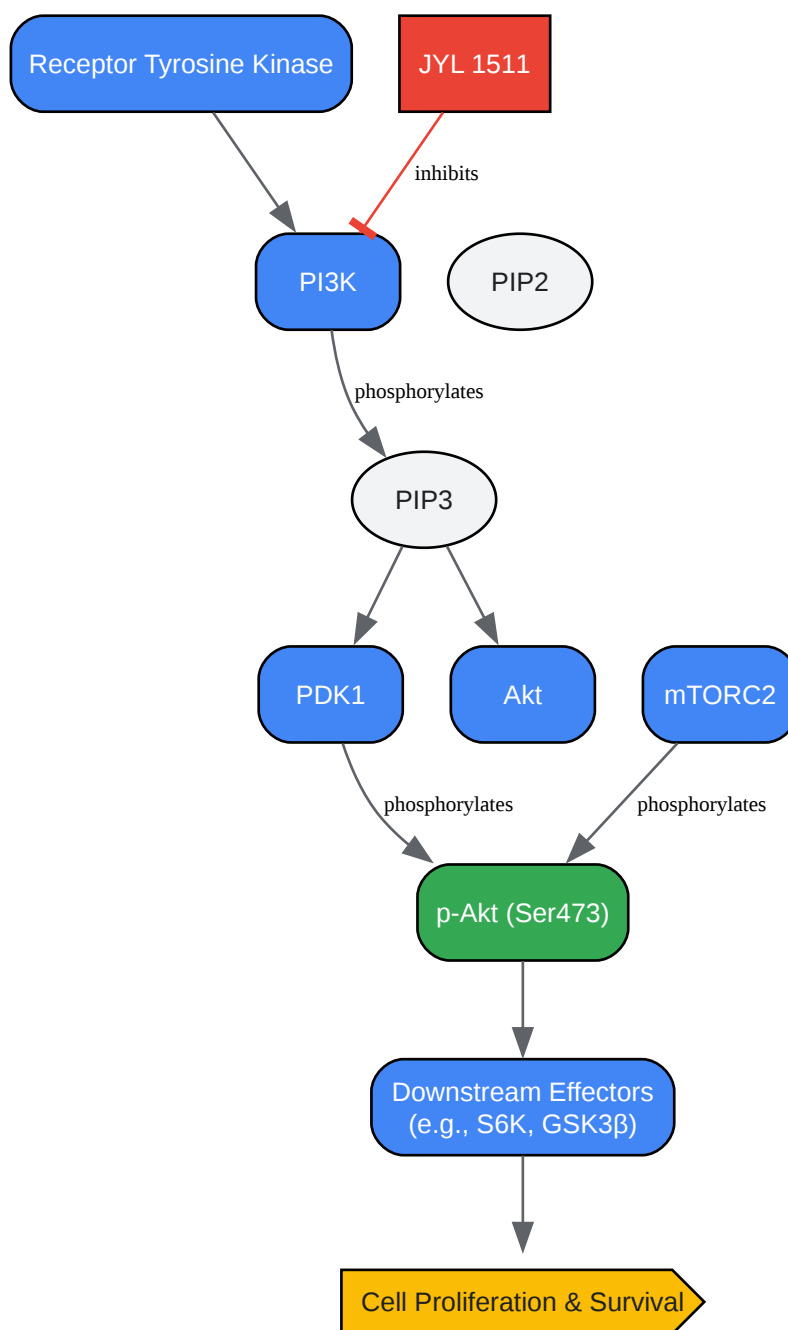 Receptor Tyrosine Kinase
JYL 1511
inhibits
PI3K
PIP2
phosphorylates
PIP3
PDK1
Akt
mTORC2
phosphorylates
phosphorylates
p-Akt (Ser473)
Downstream Effectors
(e.g., S6K, GSK3β)
Cell Proliferation & Survival